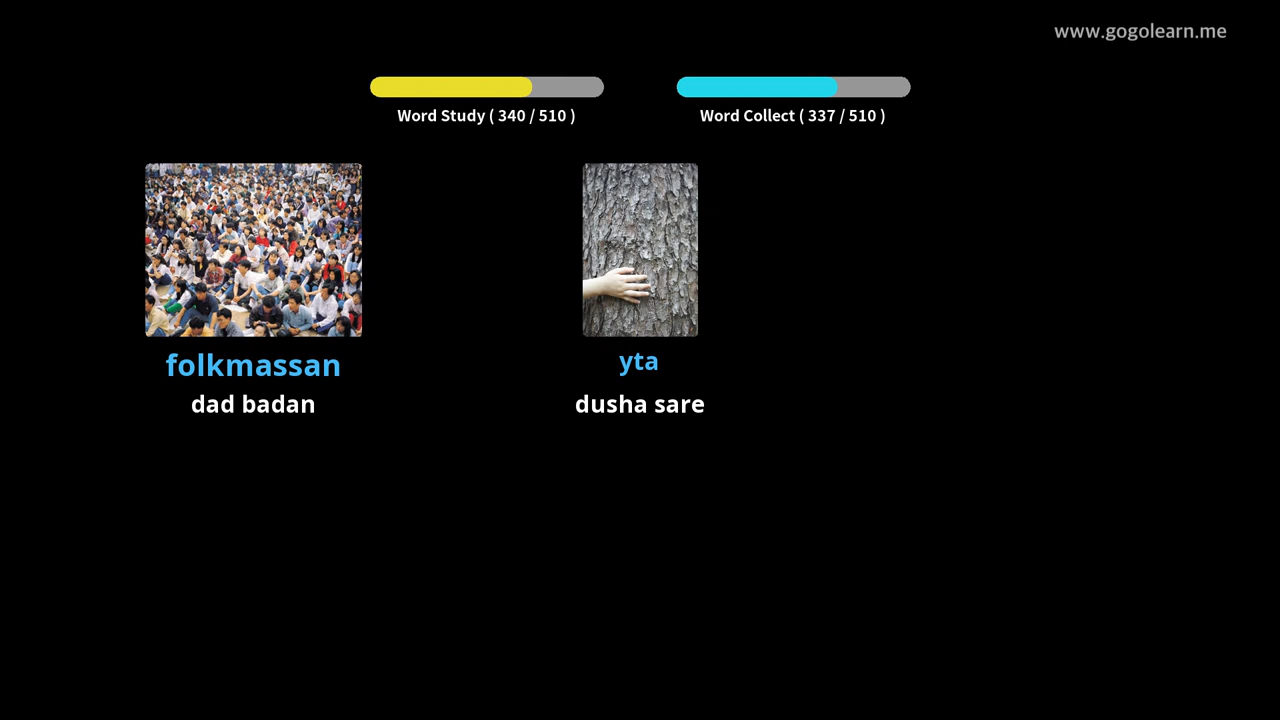 www.gogolearn.me
Word Study ( 340 / 510 )
Word Collect ( 337 / 510 )
folkmassan
dad badan
yta
dusha sare